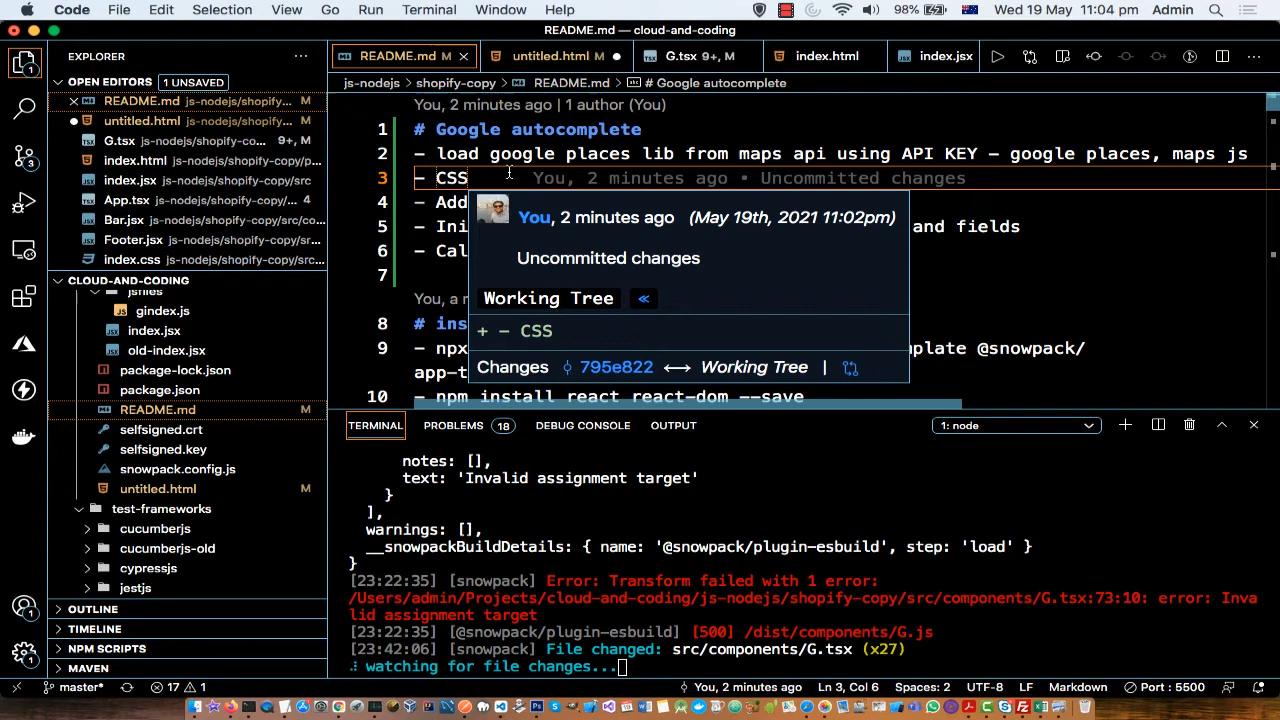 Code File Edit Selection View Go Run Terminal Window Help 98% Wed 19 May 11:04 pm Admin
README.md — cloud-and-coding
EXPLORER
OPEN EDITORS 1 UNSAVED
README.md js-nodejs/shopify-... M
untitled.html js-nodejs/shopify-... M
G.tsx js-nodejs/shopify-co... 9+, M
index.html js-nodejs/shopify-copy/p...
index.jsx js-nodejs/shopify-copy/src...
App.tsx js-nodejs/shopify-copy/src...
Bar.jsx js-nodejs/shopify-copy/src...
Footer.jsx js-nodejs/shopify-copy/src...
index.css js-nodejs/shopify-copy/src...
CLOUD-AND-CODING
jsfiles
gindex.js
index.jsx
old-index.jsx
package-lock.json
package.json
README.md M
selfsigned.crt
selfsigned.key
snowpack.config.js
untitled.html M
test-frameworks
cucumberjs
cucumberjs-old
cypressjs
jestjs
OUTLINE
TIMELINE
NPM SCRIPTS
MAVEN
README.md M untitled.html M G.tsx 9+, M index.html index.jsx
js-nodejs > shopify-copy > README.md > # Google autocomplete
You, 2 minutes ago | 1 author (You)
1 # Google autocomplete
2 - load google places lib from maps api using API KEY - google places, maps js
3 - CSS You, 2 minutes ago • Uncommitted changes
4 - Add
5 - Ini and fields
6 - Cal
7
You, a m
8 # ins
9 - npx mplate @snowpack/
app-t
10 - npm install react react-dom --save
You, 2 minutes ago (May 19th, 2021 11:02pm)
Uncommitted changes
Working Tree «
+ - CSS
Changes 795e822 ⟷ Working Tree |
TERMINAL PROBLEMS 18 DEBUG CONSOLE OUTPUT 1: node
notes: [],
text: 'Invalid assignment target'
}
],
warnings: [],
__snowpackBuildDetails: { name: '@snowpack/plugin-esbuild', step: 'load' }
}
[23:22:35] [snowpack] Error: Transform failed with 1 error:
/Users/admin/Projects/cloud-and-coding/js-nodejs/shopify-copy/src/components/G.tsx:73:10: error: Inva
lid assignment target
[23:22:35] [@snowpack/plugin-esbuild] [500] /dist/components/G.js
[23:42:06] [snowpack] File changed: src/components/G.tsx (x27)
watching for file changes...
master* 17 1 You, 2 minutes ago Ln 3, Col 6 Spaces: 2 UTF-8 LF Markdown Port : 5500